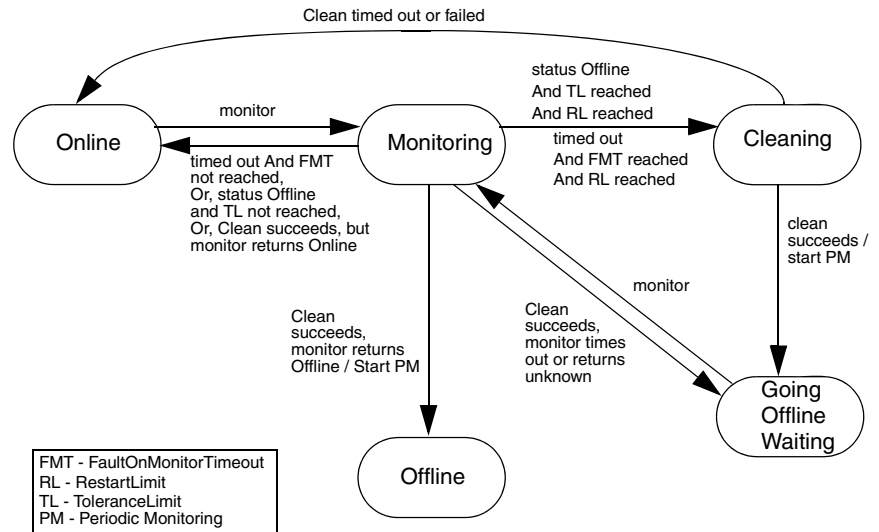 Clean timed out or failed
Online
monitor
Monitoring
status Offline
And TL reached
And RL reached
Cleaning
timed out And FMT
not reached,
Or, status Offline
and TL not reached,
Or, Clean succeeds, but
monitor returns Online
timed out
And FMT reached
And RL reached
clean
succeeds /
start PM
monitor
Clean
succeeds,
monitor returns
Offline / Start PM
Clean
succeeds,
monitor times
out or returns
unknown
Going
Offline
Waiting
Offline
FMT - FaultOnMonitorTimeout
RL - RestartLimit
TL - ToleranceLimit
PM - Periodic Monitoring